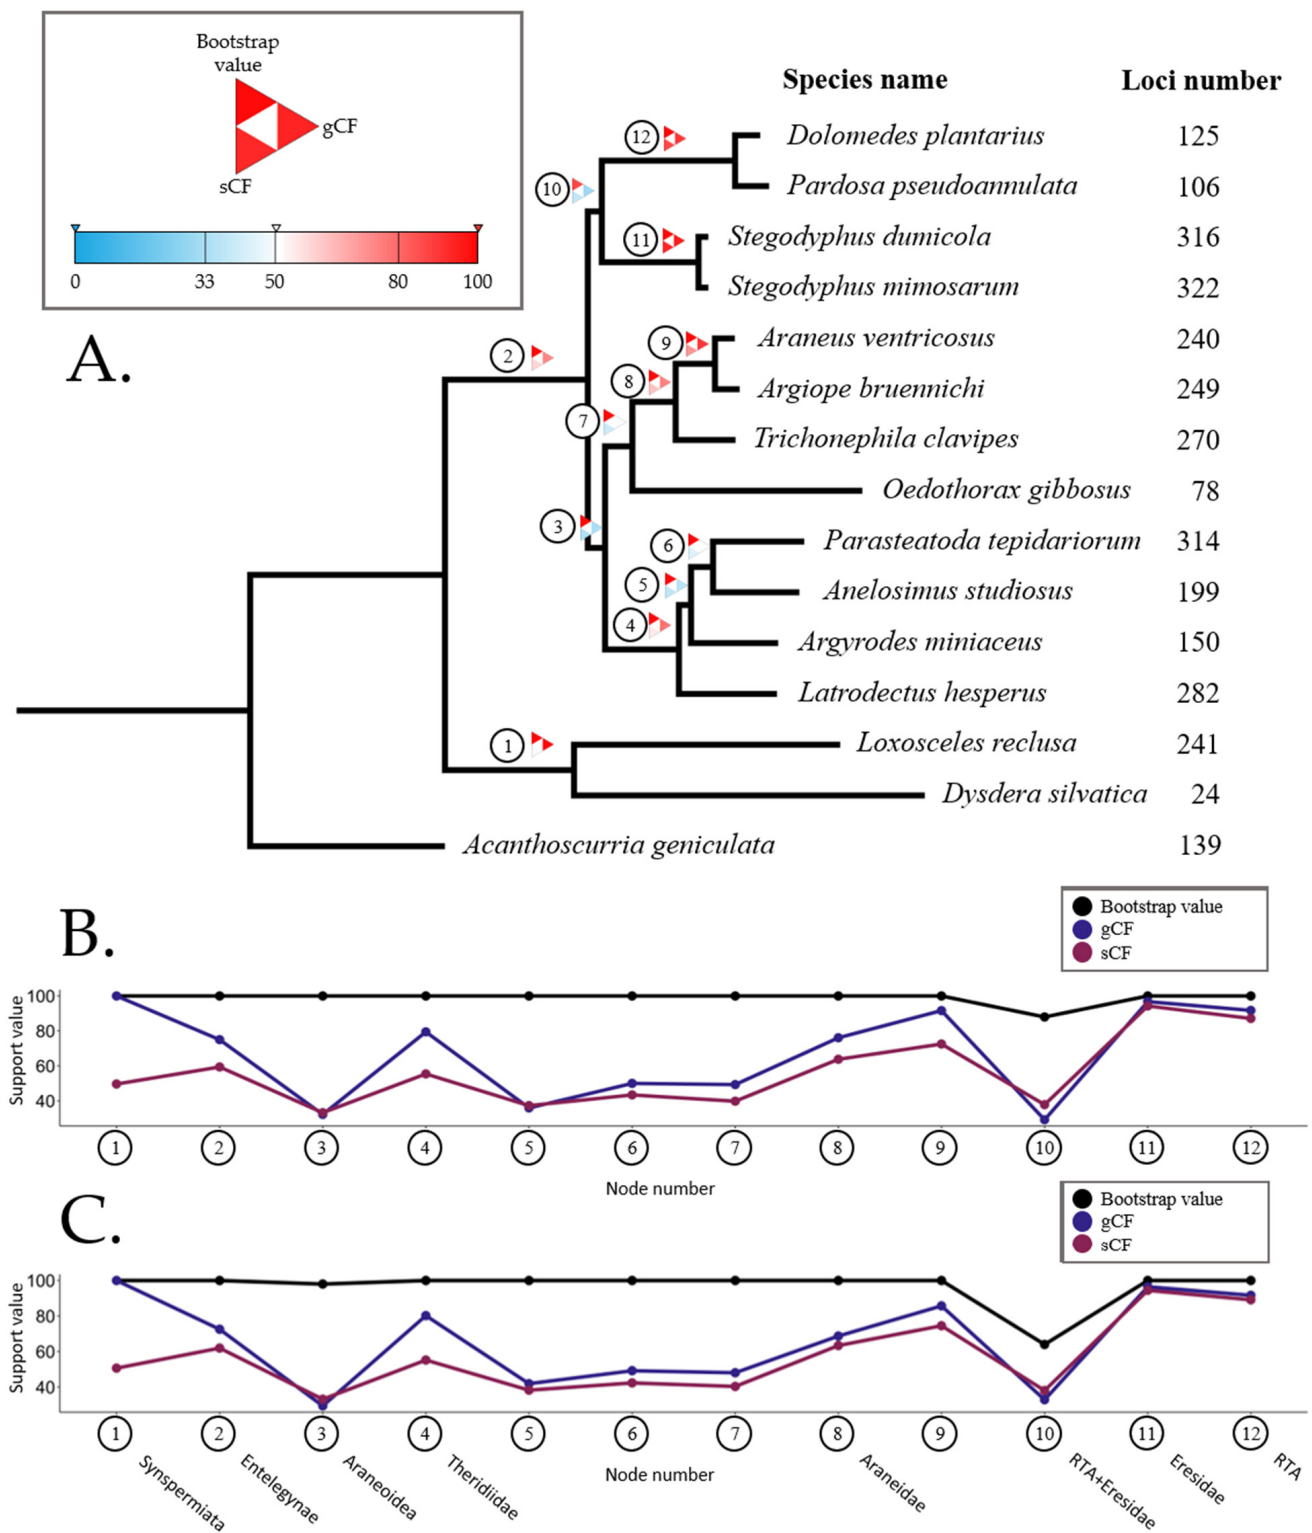 Bootstrap
value
gCF
sCF
0 33 50 80 100
A.
Species name Loci number
12 Dolomedes plantarius 125
10 Pardosa pseudoannulata 106
11 Stegodyphus dumicola 316
Stegodyphus mimosarum 322
9 Araneus ventricosus 240
2
8 Argiope bruennichi 249
7
Trichonephila clavipes 270
Oedothorax gibbosus 78
3
6 Parasteatoda tepidariorum 314
5 Anelosimus studiosus 199
4 Argyrodes miniaceus 150
Latrodectus hesperus 282
1 Loxosceles reclusa 241
Dysdera silvatica 24
Acanthoscurria geniculata 139
B.
Bootstrap value
gCF
sCF
Support value
100
80
60
40
1 2 3 4 5 6 7 8 9 10 11 12
Node number
C.
Bootstrap value
gCF
sCF
Support value
100
80
60
40
1 2 3 4 5 6 7 8 9 10 11 12
Synspermiata
Entelegynae
Araneoidea
Theridiidae
Araneidae
RTA+Eresidae
Eresidae
RTA
Node number